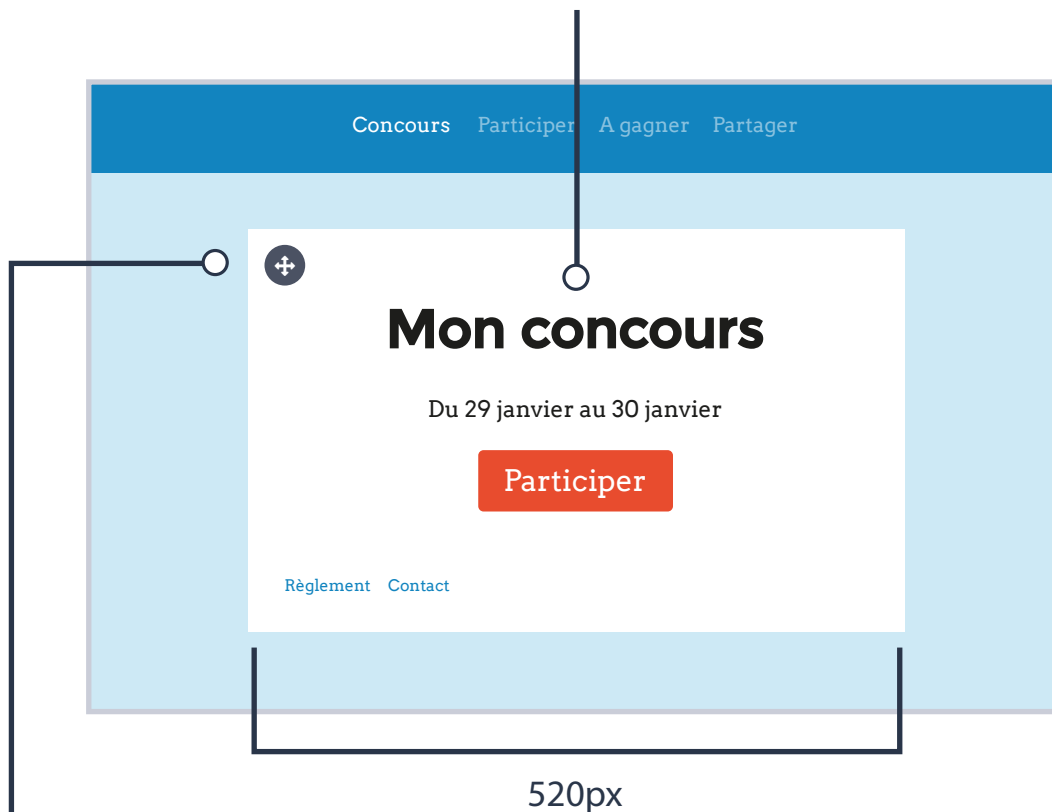 Concours Participer A gagner Partager
Mon concours
Du 29 janvier au 30 janvier
Participer
Règlement Contact
520px